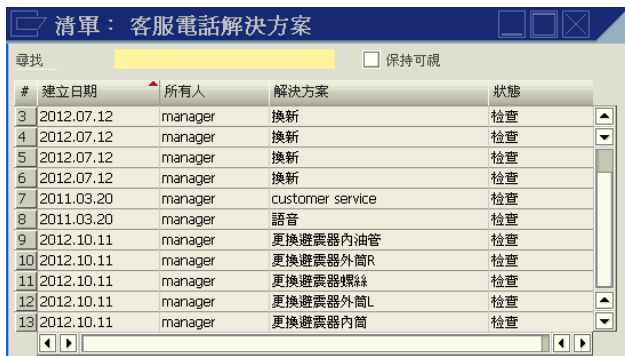 清單： 客服電話解決方案
尋找 保持可視
# 建立日期 所有人 解決方案 狀態
3 2012.07.12 manager 換新 檢查
4 2012.07.12 manager 換新 檢查
5 2012.07.12 manager 換新 檢查
6 2012.07.12 manager 換新 檢查
7 2011.03.20 manager customer service 檢查
8 2011.03.20 manager 語音 檢查
9 2012.10.11 manager 更換避震器內油管 檢查
10 2012.10.11 manager 更換避震器外筒R 檢查
11 2012.10.11 manager 更換避震器螺絲 檢查
12 2012.10.11 manager 更換避震器外筒L 檢查
13 2012.10.11 manager 更換避震器內筒 檢查